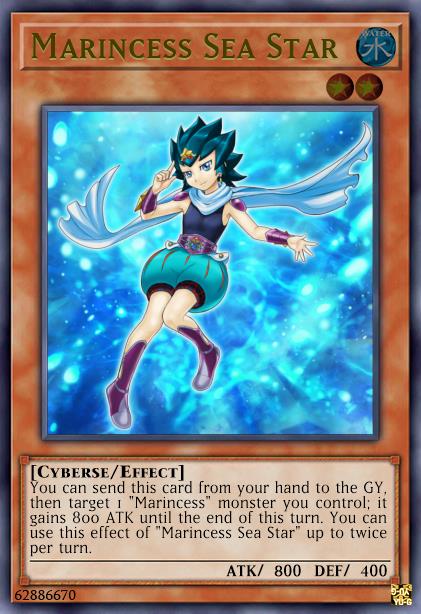 Marincess Sea Star
WATER
水
[Cyberse/Effect]
You can send this card from your hand to the GY,
then target 1 "Marincess" monster you control; it
gains 800 ATK until the end of this turn. You can
use this effect of "Marincess Sea Star" up to twice
per turn.
ATK/ 800 DEF/ 400
62886670